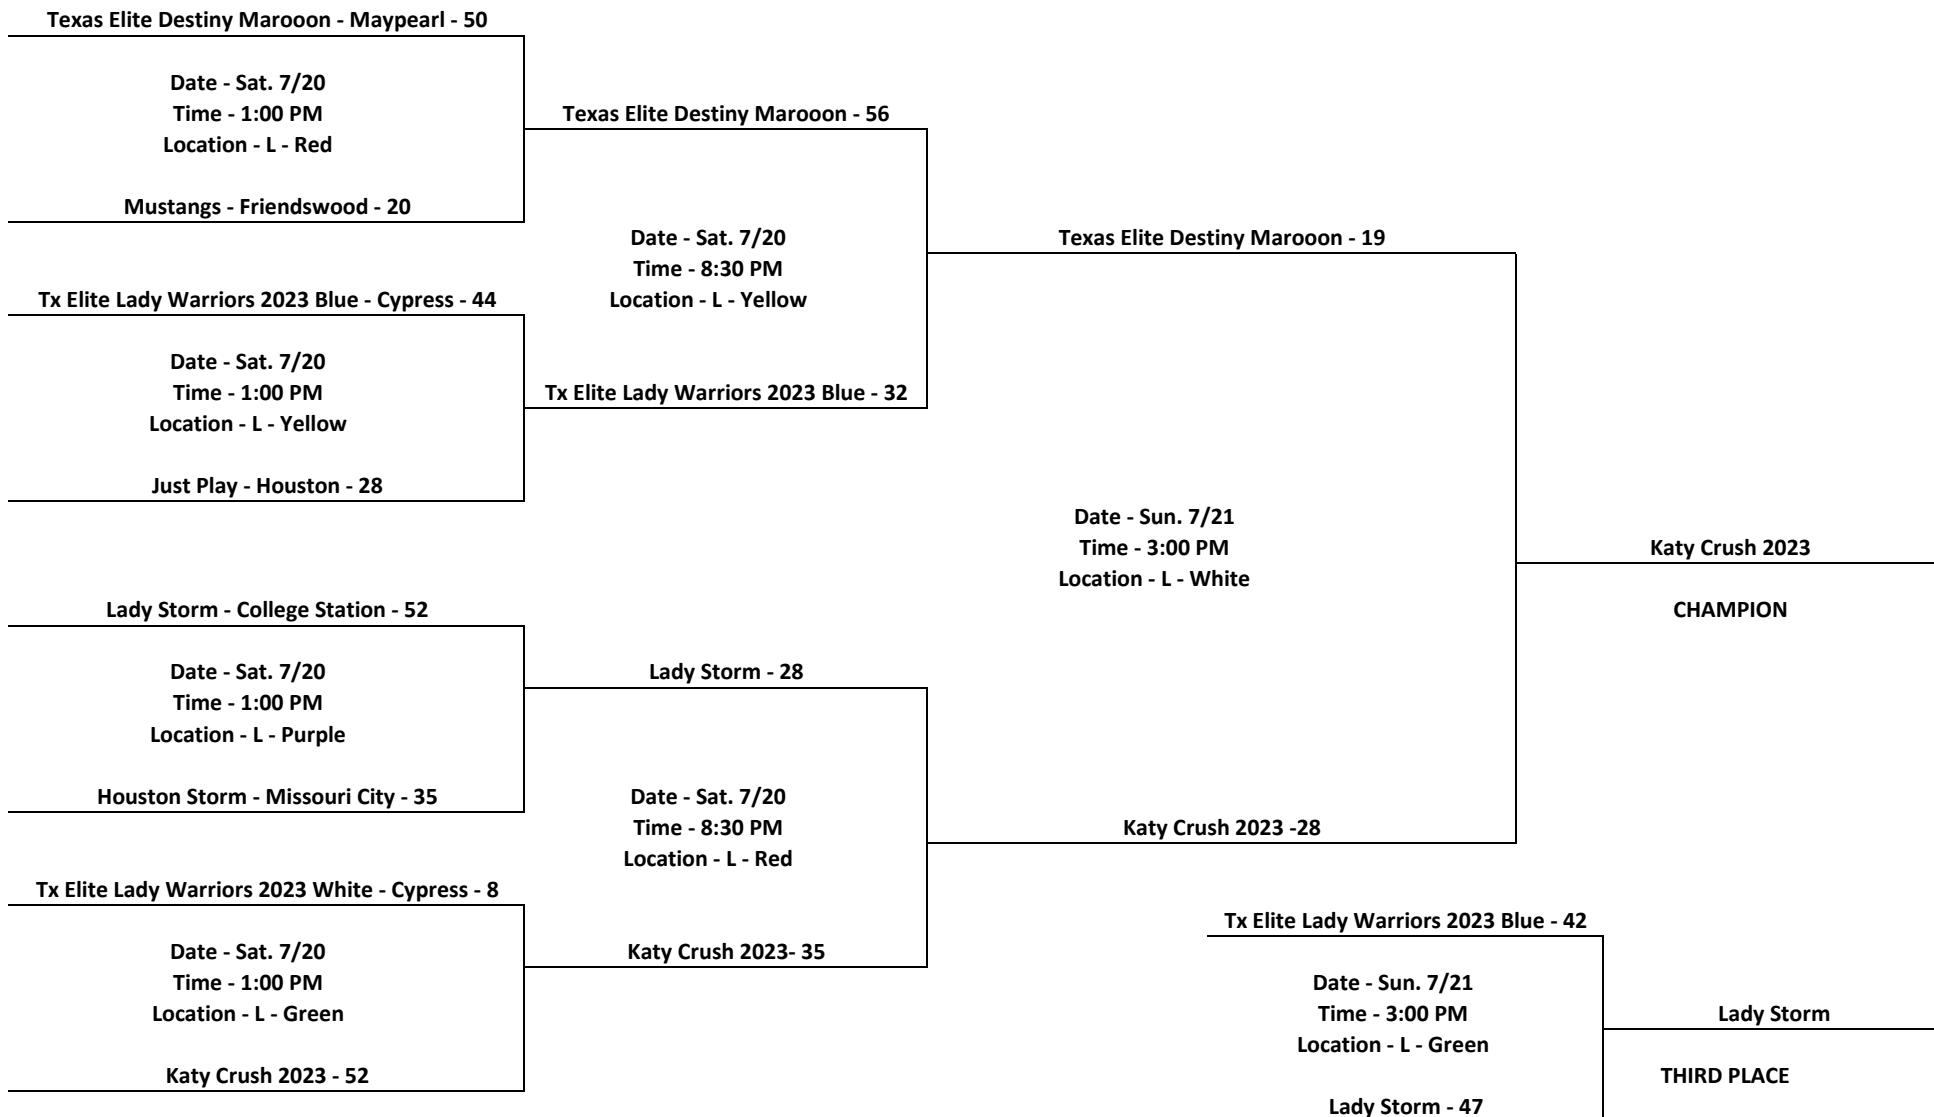 Texas Elite Destiny Marooon - Maypearl - 50
Date - Sat. 7/20
Time - 1:00 PM
Location - L - Red
Mustangs - Friendswood - 20
Tx Elite Lady Warriors 2023 Blue - Cypress - 44
Date - Sat. 7/20
Time - 1:00 PM
Location - L - Yellow
Just Play - Houston - 28
Lady Storm - College Station - 52
Date - Sat. 7/20
Time - 1:00 PM
Location - L - Purple
Houston Storm - Missouri City - 35
Tx Elite Lady Warriors 2023 White - Cypress - 8
Date - Sat. 7/20
Time - 1:00 PM
Location - L - Green
Katy Crush 2023 - 52
Texas Elite Destiny Marooon - 56
Date - Sat. 7/20
Time - 8:30 PM
Location - L - Yellow
Tx Elite Lady Warriors 2023 Blue - 32
Lady Storm - 28
Date - Sat. 7/20
Time - 8:30 PM
Location - L - Red
Katy Crush 2023- 35
Texas Elite Destiny Marooon - 19
Date - Sun. 7/21
Time - 3:00 PM
Location - L - White
Katy Crush 2023 -28
Katy Crush 2023
CHAMPION
Tx Elite Lady Warriors 2023 Blue - 42
Date - Sun. 7/21
Time - 3:00 PM
Location - L - Green
Lady Storm - 47
Lady Storm
THIRD PLACE